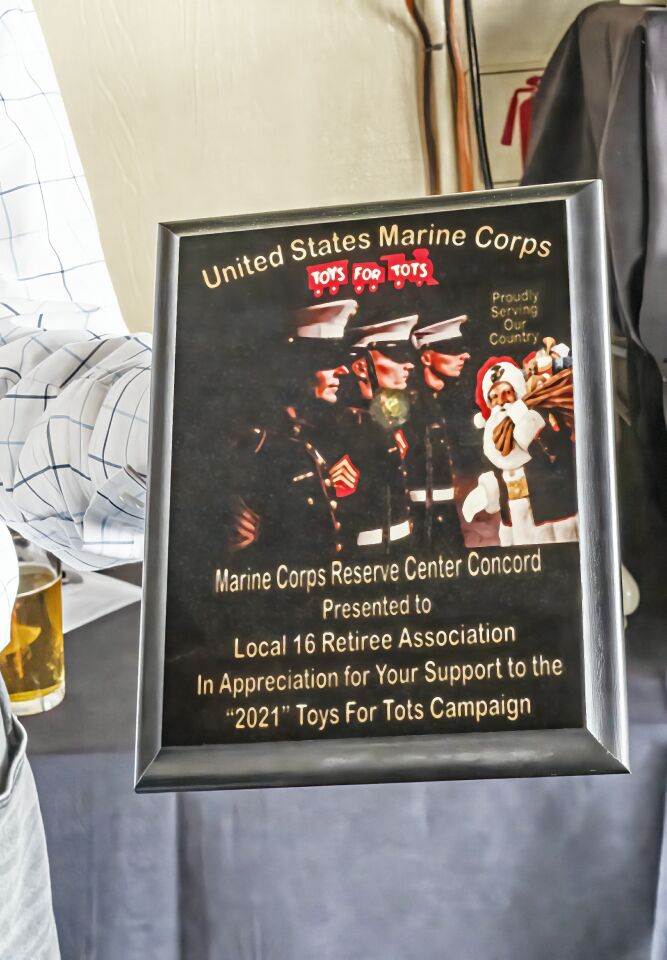 United States Marine Corps
TOYS FOR TOTS
Proudly
Serving
Our
Country
Marine Corps Reserve Center Concord
Presented to
Local 16 Retiree Association
In Appreciation for Your Support to the
“2021” Toys For Tots Campaign